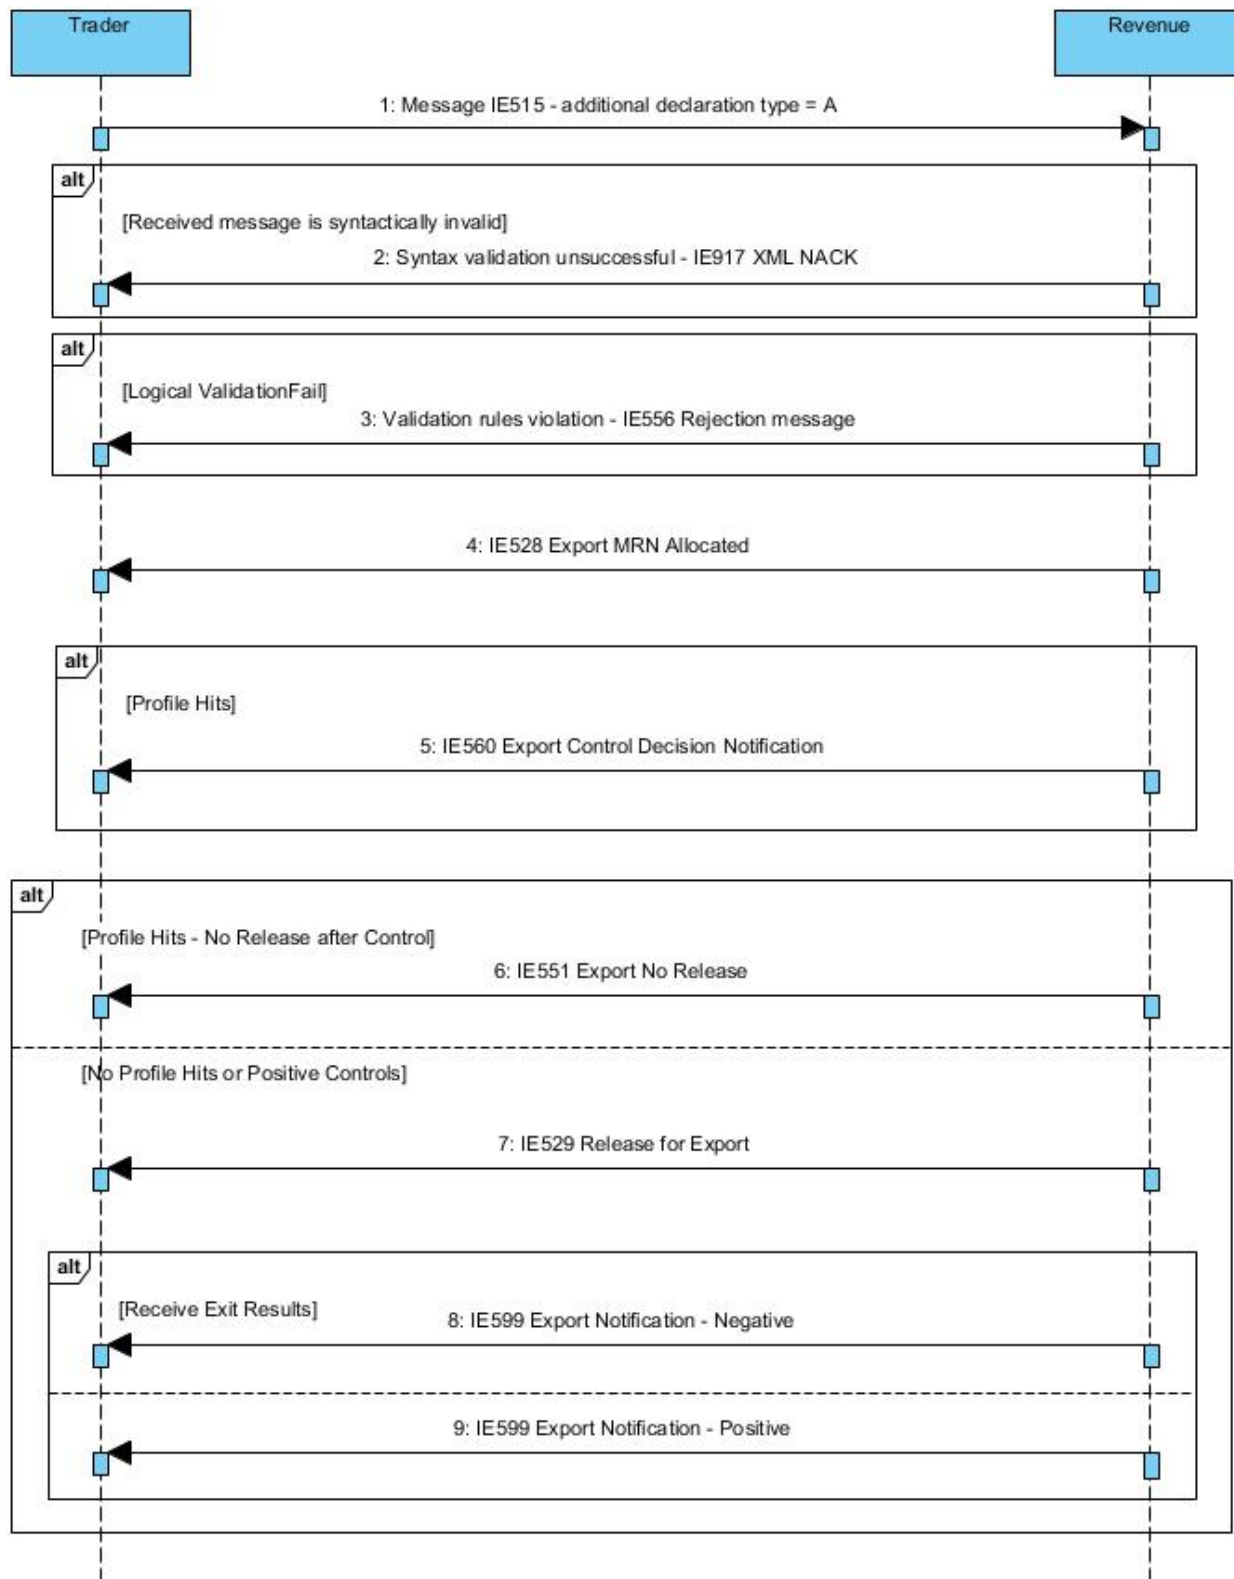 Trader
Revenue
1: Message IE515 - additional declaration type = A
alt
[Received message is syntactically invalid]
2: Syntax validation unsuccessful - IE917 XML NACK
alt
[Logical ValidationFail]
3: Validation rules violation - IE556 Rejection message
4: IE528 Export MRN Allocated
alt
[Profile Hits]
5: IE560 Export Control Decision Notification
alt
[Profile Hits - No Release after Control]
6: IE551 Export No Release
[No Profile Hits or Positive Controls]
7: IE529 Release for Export
alt
[Receive Exit Results]
8: IE599 Export Notification - Negative
9: IE599 Export Notification - Positive